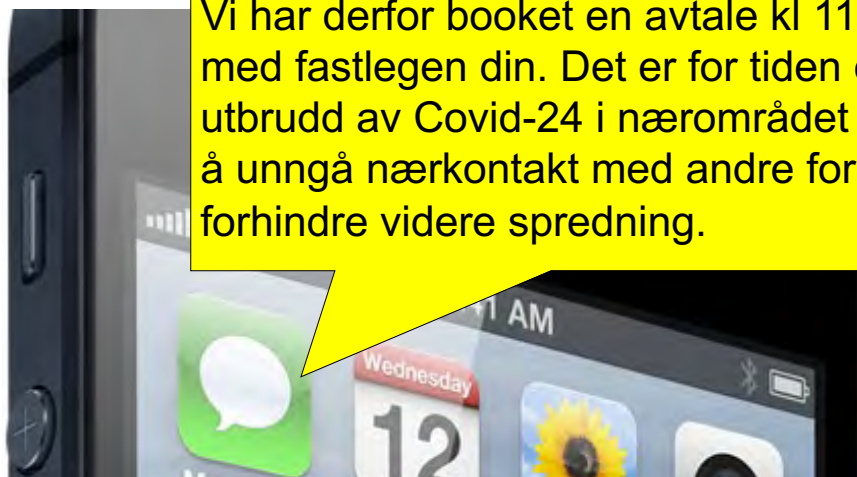 Vi har derfor booket en avtale kl 11
med fastlegen din. Det er for tiden
utbrudd av Covid-24 i nærområdet
å unngå nærkontakt med andre for
forhindre videre spredning.
AM
Wednesday
12